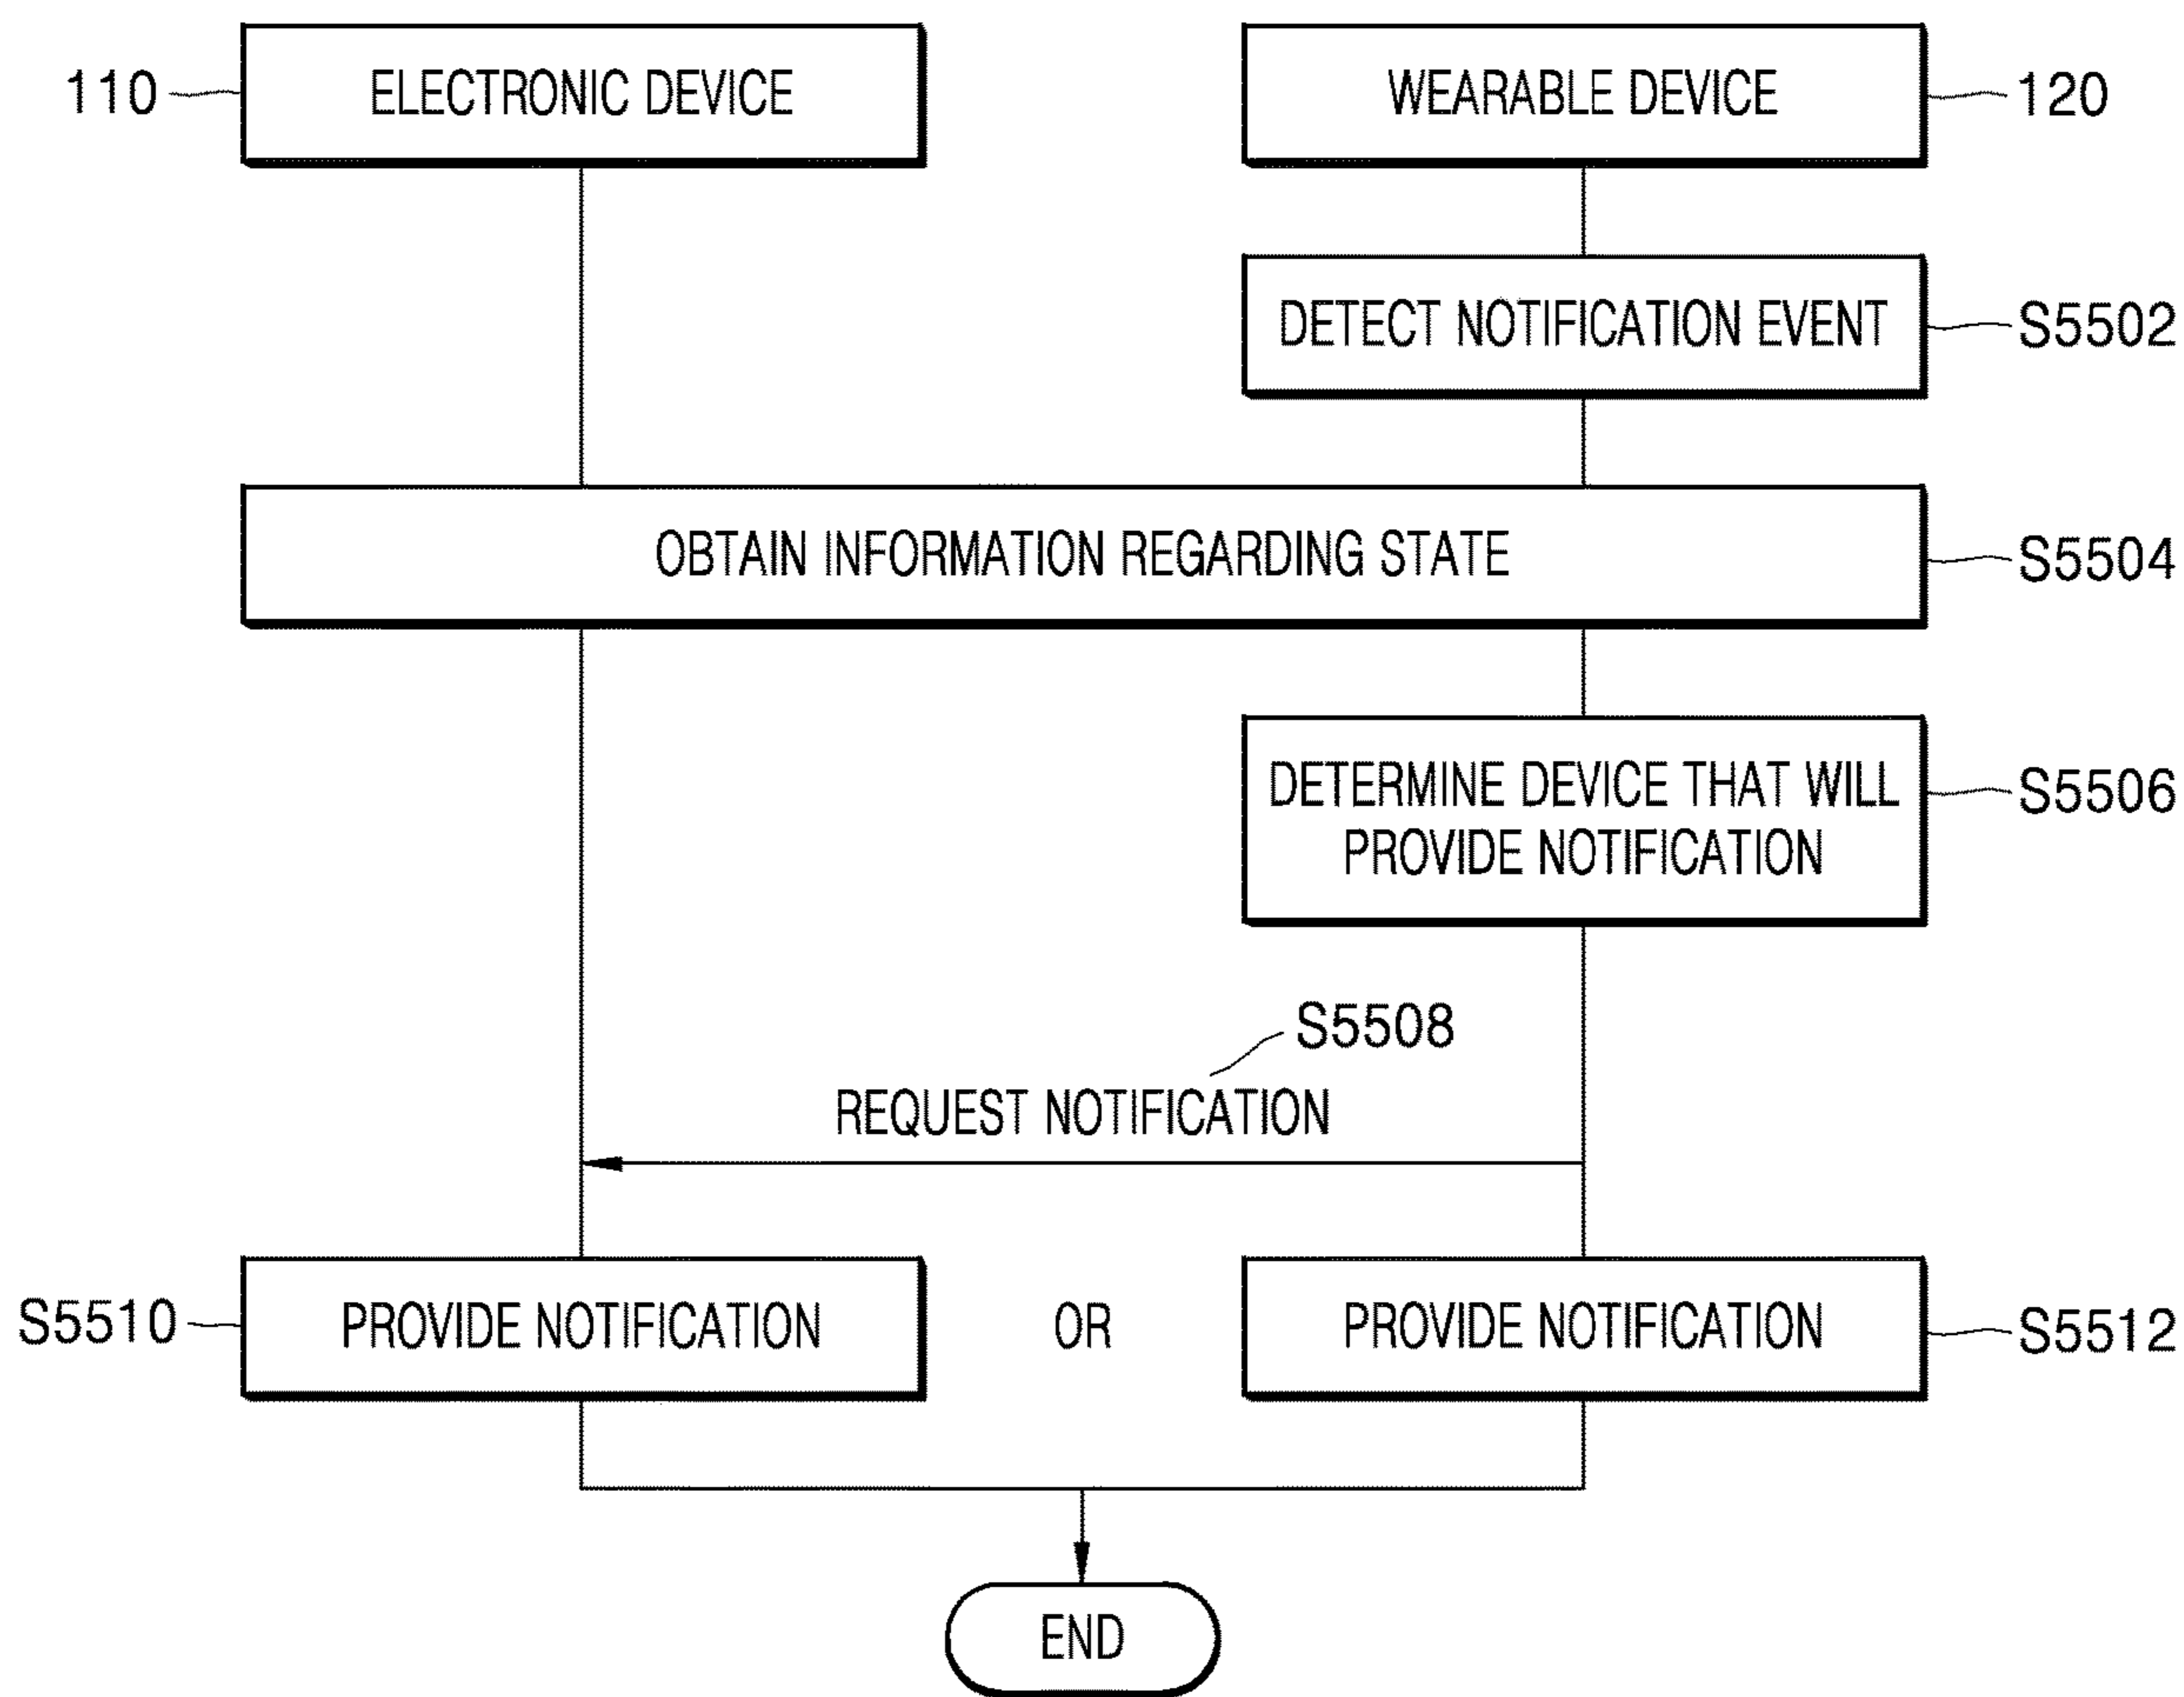 110
ELECTRONIC DEVICE
WEARABLE DEVICE
120
DETECT NOTIFICATION EVENT
S5502
OBTAIN INFORMATION REGARDING STATE
S5504
DETERMINE DEVICE THAT WILL
PROVIDE NOTIFICATION
S5506
S5508
REQUEST NOTIFICATION
S5510
PROVIDE NOTIFICATION
OR
PROVIDE NOTIFICATION
S5512
END